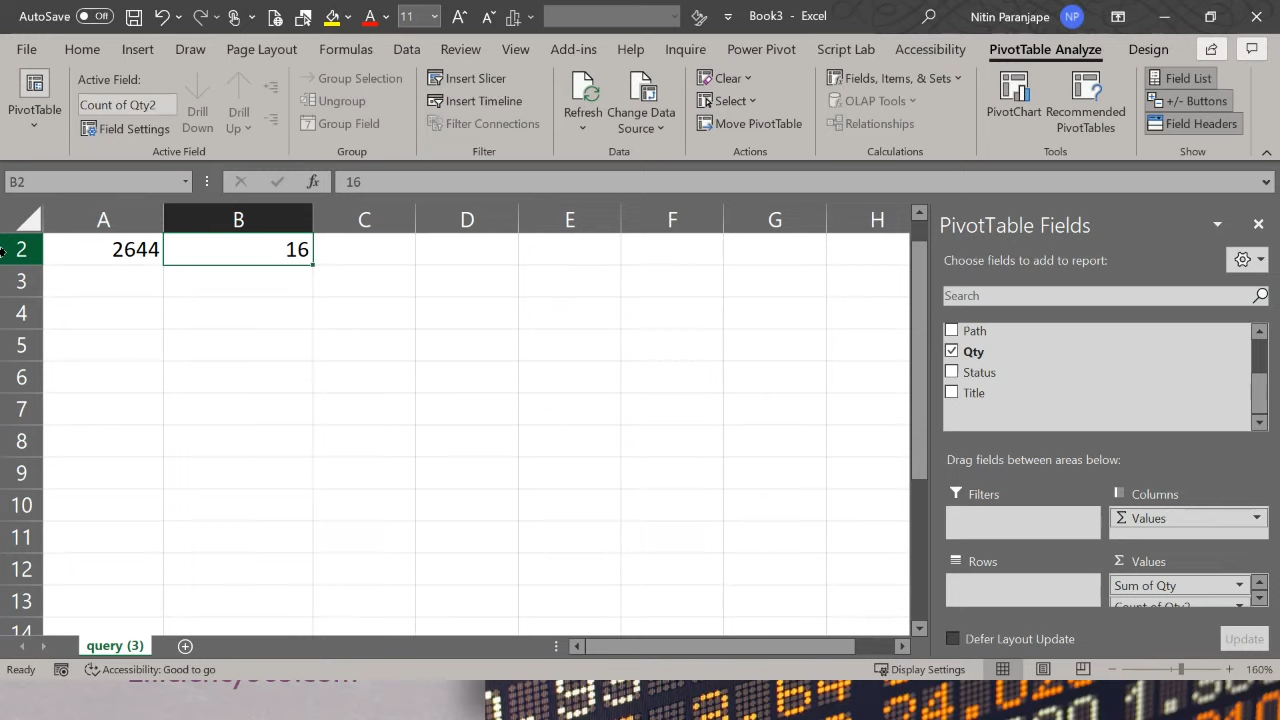 AutoSave Off 11 Book3 - Excel Nitin Paranjape NP
File Home Insert Draw Page Layout Formulas Data Review View Add-ins Help Inquire Power Pivot Script Lab Accessibility PivotTable Analyze Design
PivotTable
Active Field:
Count of Qty2
Field Settings
Drill Down
Drill Up
Active Field
Group Selection
Ungroup
Group Field
Group
Insert Slicer
Insert Timeline
Filter Connections
Filter
Refresh
Change Data Source
Data
Clear
Select
Move PivotTable
Actions
Fields, Items, & Sets
OLAP Tools
Relationships
Calculations
PivotChart
Recommended PivotTables
Tools
Field List
+/- Buttons
Field Headers
Show
B2 fx 16
A B C D E F G H
2 2644 16
3
4
5
6
7
8
9
10
11
12
13
14
PivotTable Fields
Choose fields to add to report:
Search
Path
Qty
Status
Title
Drag fields between areas below:
Filters
Columns
Σ Values
Rows
Σ Values
Sum of Qty
Count of Qty2
Defer Layout Update Update
query (3)
Ready Accessibility: Good to go Display Settings 160%